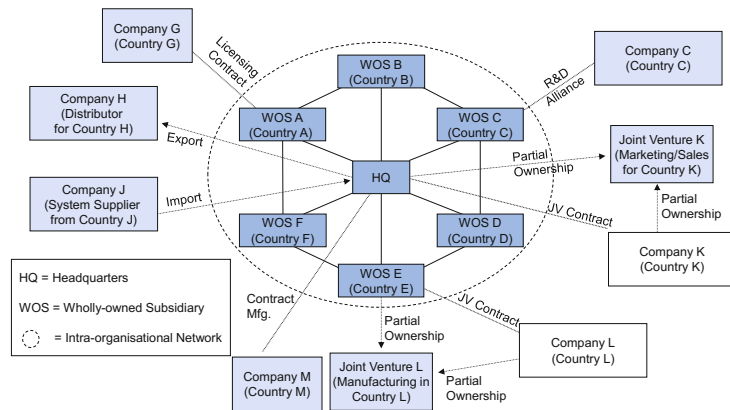 Company G
(Country G)
Licensing
Contract
WOS B
(Country B)
Company C
(Country C)
R&D
Alliance
Company H
(Distributor
for Country H)
WOS A
(Country A)
WOS C
(Country C)
Export
Partial
Ownership
Joint Venture K
(Marketing/Sales
for Country K)
HQ
Company J
(System Supplier
from Country J)
Import
JV Contract
Partial
Ownership
WOS F
(Country F)
WOS D
(Country D)
Company K
(Country K)
HQ = Headquarters
WOS = Wholly-owned Subsidiary
= Intra-organisational Network
WOS E
(Country E)
Contract
Mfg.
JV Contract
Partial
Ownership
Company L
(Country L)
Company M
(Country M)
Joint Venture L
(Manufacturing in
Country L)
Partial
Ownership